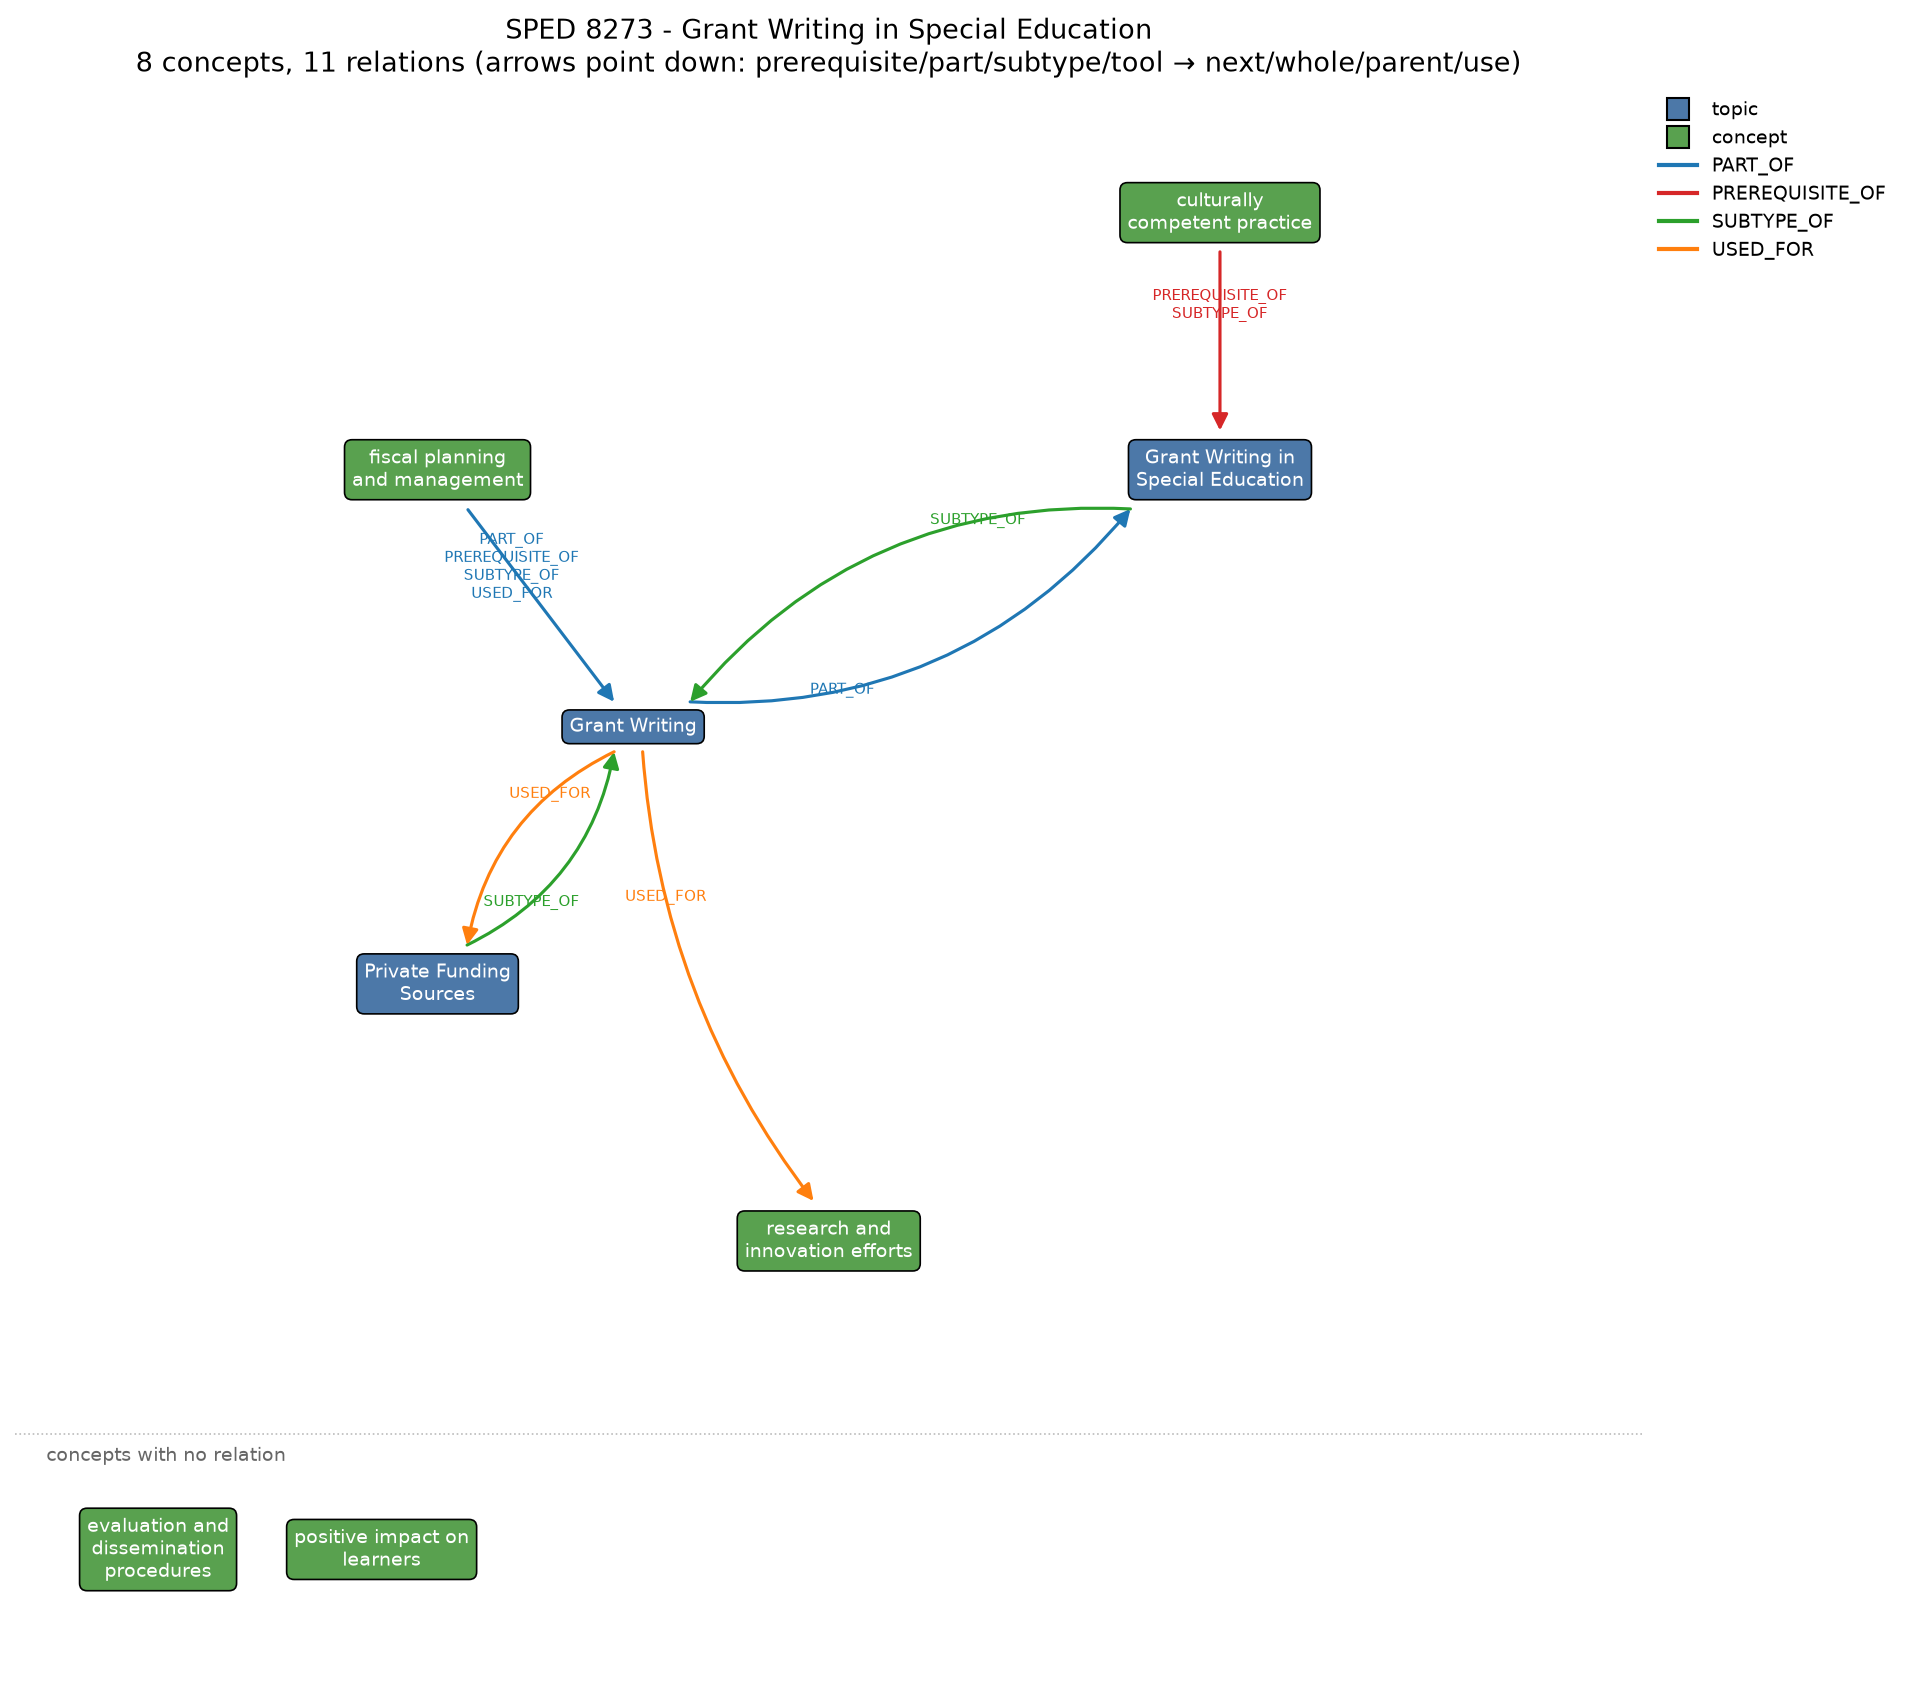 SPED 8273 - Grant Writing in Special Education
8 concepts, 11 relations (arrows point down: prerequisite/part/subtype/tool → next/whole/parent/use)
topic
concept
PART_OF
PREREQUISITE_OF
SUBTYPE_OF
USED_FOR
culturally
competent practice
PREREQUISITE_OF
SUBTYPE_OF
fiscal planning
and management
Grant Writing in
Special Education
SUBTYPE_OF
PART_OF
PREREQUISITE_OF
SUBTYPE_OF
USED_FOR
PART_OF
Grant Writing
USED_FOR
SUBTYPE_OF
USED_FOR
Private Funding
Sources
research and
innovation efforts
concepts with no relation
evaluation and
dissemination
procedures
positive impact on
learners